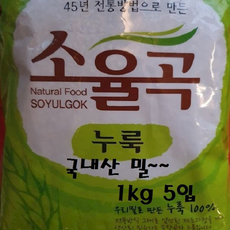 45년 전통방법으로 만든
소율곡
Natural Food
SOYULGOK
누룩
국내산 밀~~
1kg 5입
우리밀로 만든 누룩 100%